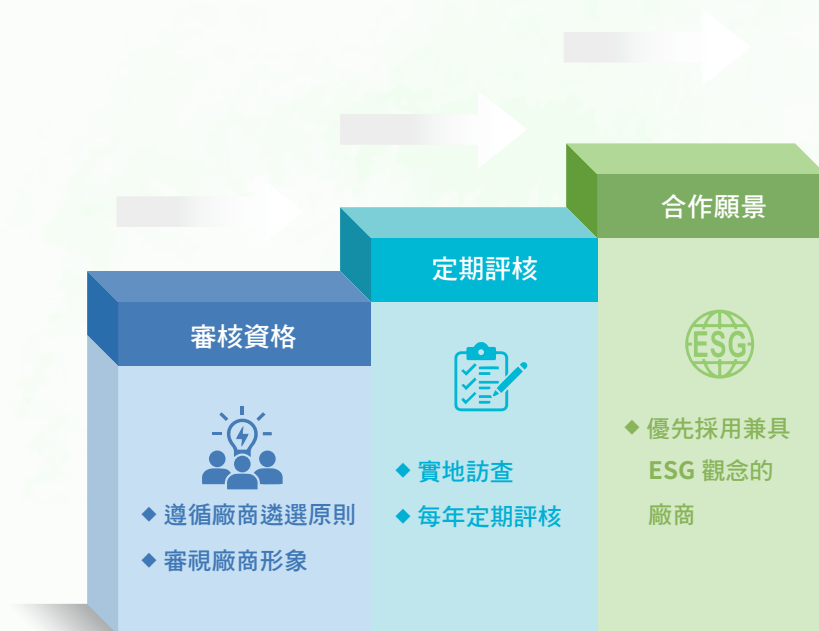 審核資格
◆ 遵循廠商遴選原則
◆ 審視廠商形象
定期評核
◆ 實地訪查
◆ 每年定期評核
合作願景
ESG
◆ 優先採用兼具
ESG 觀念的
廠商